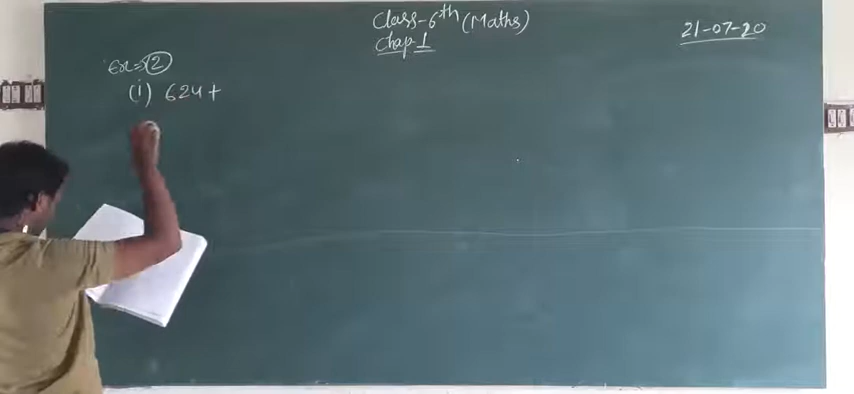 Class-6th (Maths)
Chap 1
21-07-20
Ex=> 2
(i) 624+